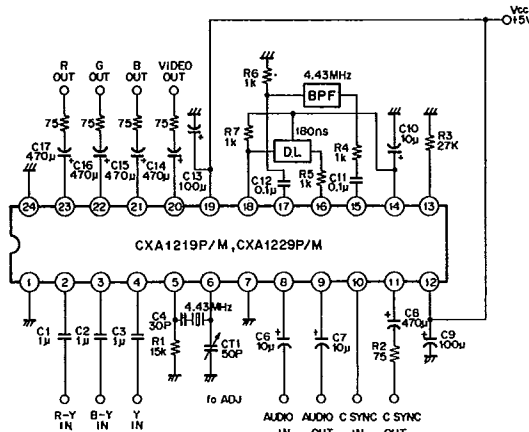 Vcc
+5V
R OUT
G OUT
B OUT
VIDEO OUT
R6 1k
4.43MHz
BPF
75
75
75
75
R7 1k
180ns
D.L
R4 1k
C10 10μ
R3 27K
C17 470μ
C16 470μ
C15 470μ
C14 470μ
C13 100μ
C12 0.1μ
R5 1k
C11 0.1μ
24 23 22 21 20 19 18 17 16 15 14 13
CXA1219P/M, CXA1229P/M
1 2 3 4 5 6 7 8 9 10 11 12
C1 1μ
C2 1μ
C3 1μ
C4 30P
4.43MHz
R1 15k
CT1 50P
C6 10μ
C7 10μ
C8 470μ
R2 75
C9 100μ
fo ADJ
R-Y IN
B-Y IN
Y IN
AUDIO IN
AUDIO OUT
C SYNC IN
C SYNC OUT